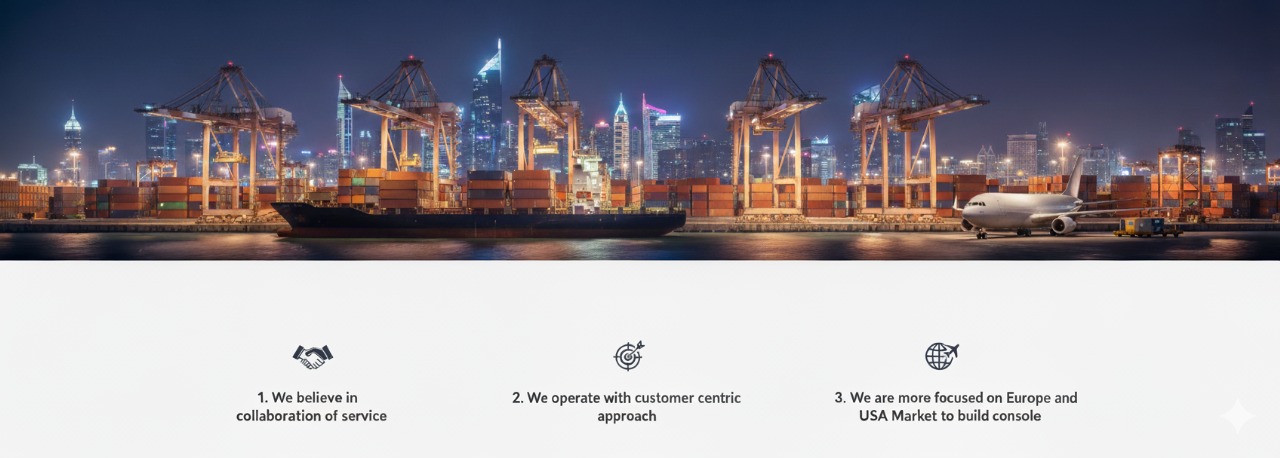 1. We believe in
collaboration of service
2. We operate with customer centric
approach
3. We are more focused on Europe and
USA Market to build console